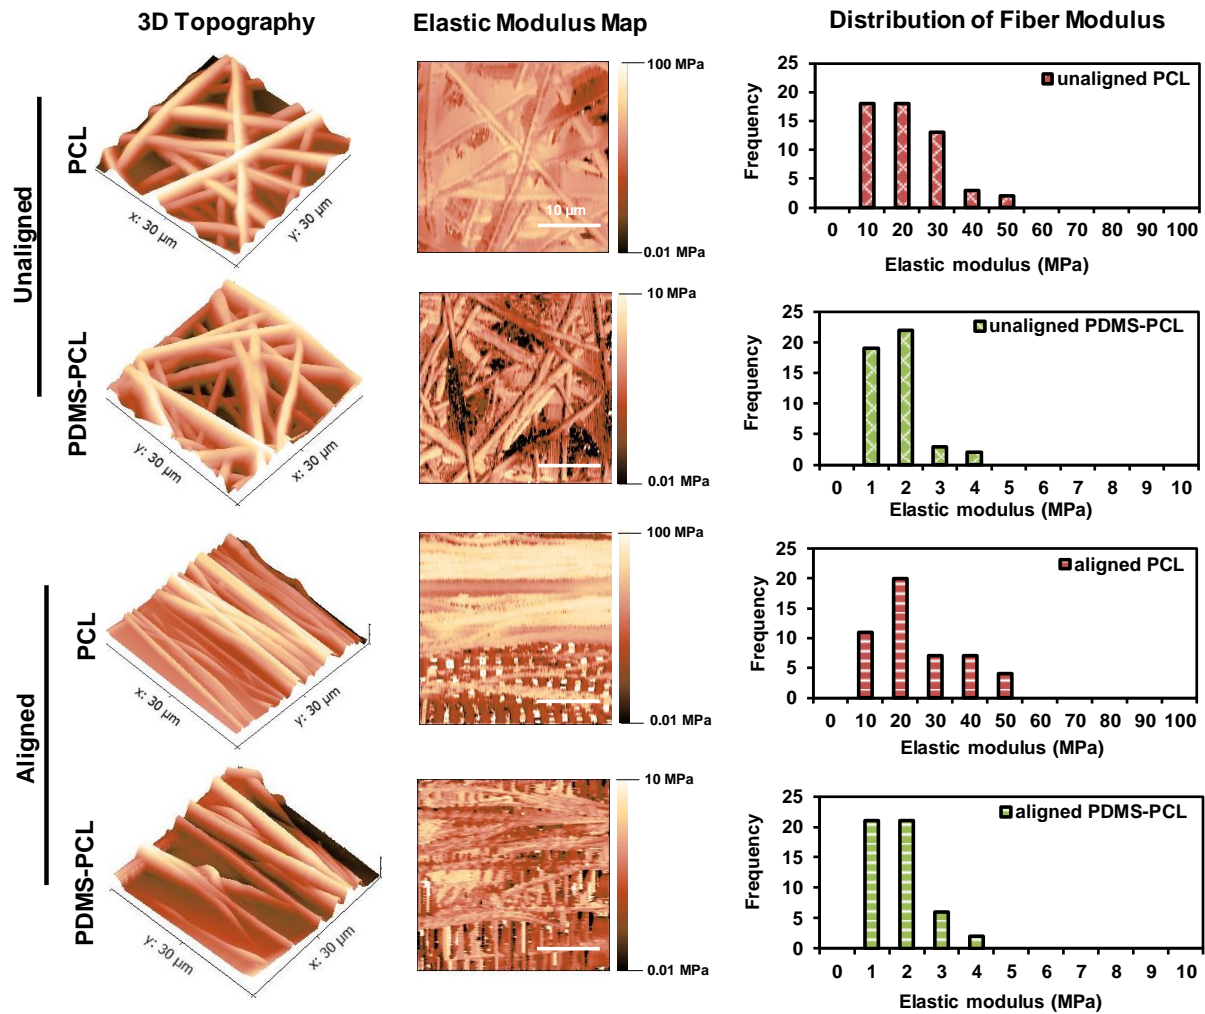 3D Topography
Elastic Modulus Map
Distribution of Fiber Modulus
Unaligned
PCL
x: 30 µm
y: 30 µm
100 MPa
10 µm
0.01 MPa
Frequency
25
20
15
10
5
0
unaligned PCL
0 10 20 30 40 50 60 70 80 90 100
Elastic modulus (MPa)
PDMS-PCL
y: 30 µm
x: 30 µm
10 MPa
0.01 MPa
Frequency
25
20
15
10
5
0
unaligned PDMS-PCL
0 1 2 3 4 5 6 7 8 9 10
Elastic modulus (MPa)
Aligned
PCL
x: 30 µm
y: 30 µm
100 MPa
0.01 MPa
Frequency
25
20
15
10
5
0
aligned PCL
0 10 20 30 40 50 60 70 80 90 100
Elastic modulus (MPa)
PDMS-PCL
y: 30 µm
x: 30 µm
10 MPa
0.01 MPa
Frequency
25
20
15
10
5
0
aligned PDMS-PCL
0 1 2 3 4 5 6 7 8 9 10
Elastic modulus (MPa)